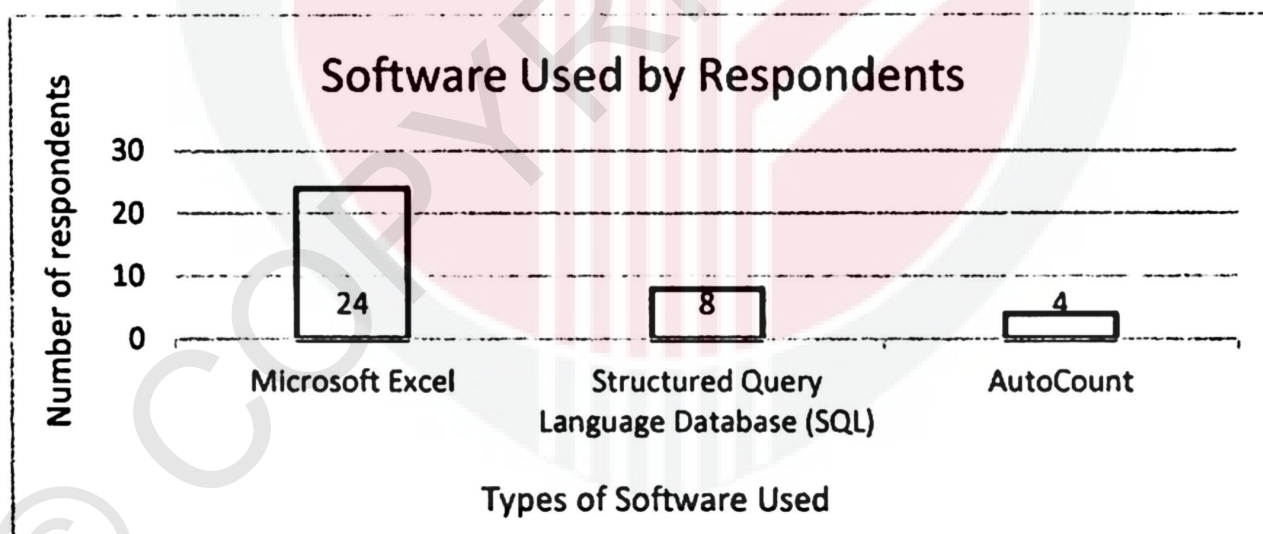 Software Used by Respondents
Number of respondents
30
20
10
0
24
8
4
Microsoft Excel
Structured Query
Language Database (SQL)
AutoCount
Types of Software Used
© COPYR